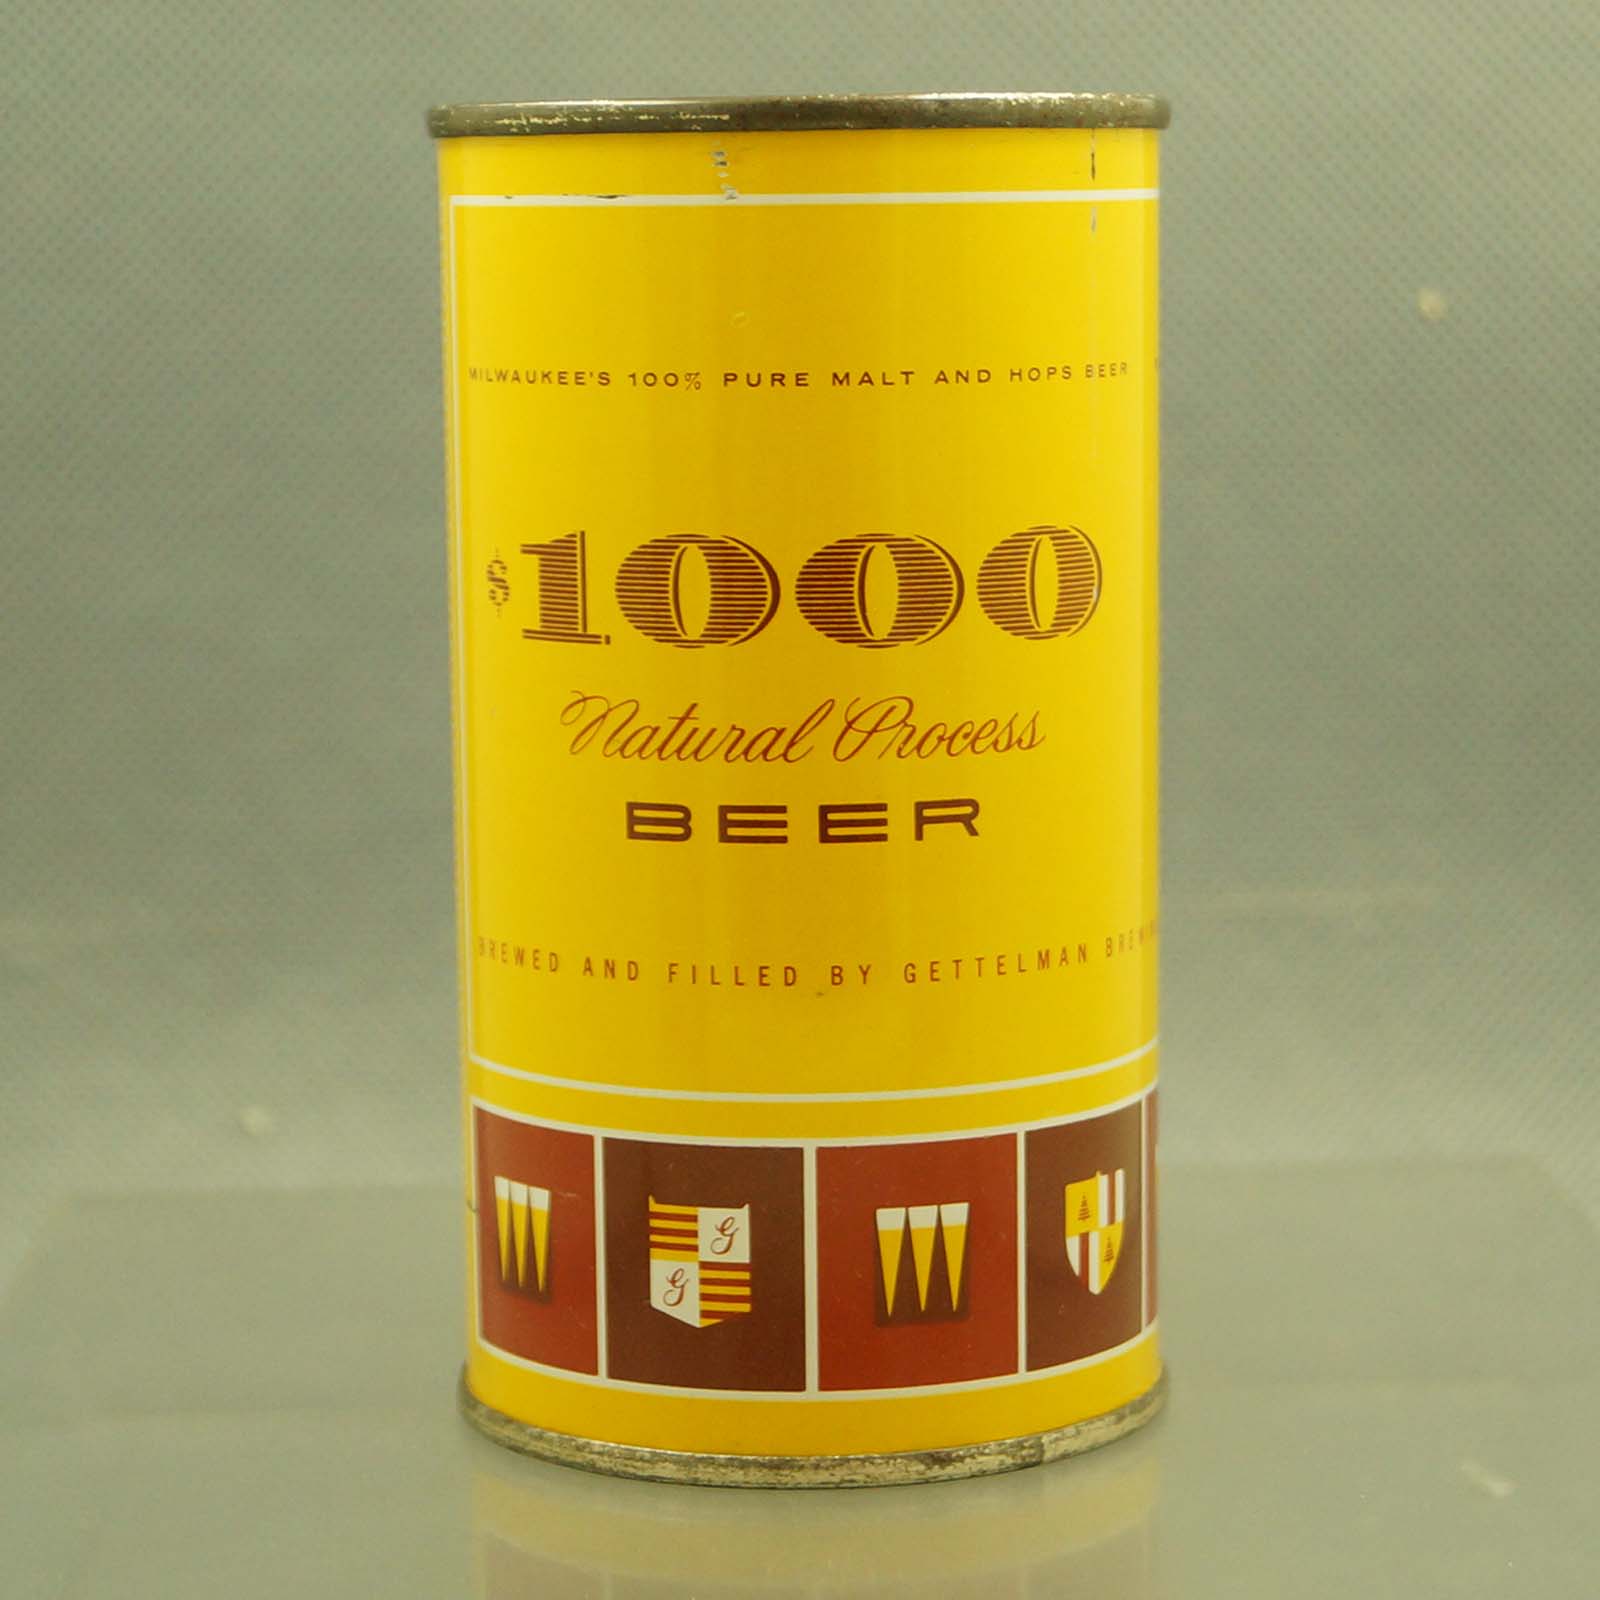 MILWAUKEE'S 100% PURE MALT AND HOPS BEER
$1000
Natural Process
BEER
BREWED AND FILLED BY GETTELMAN
G
G